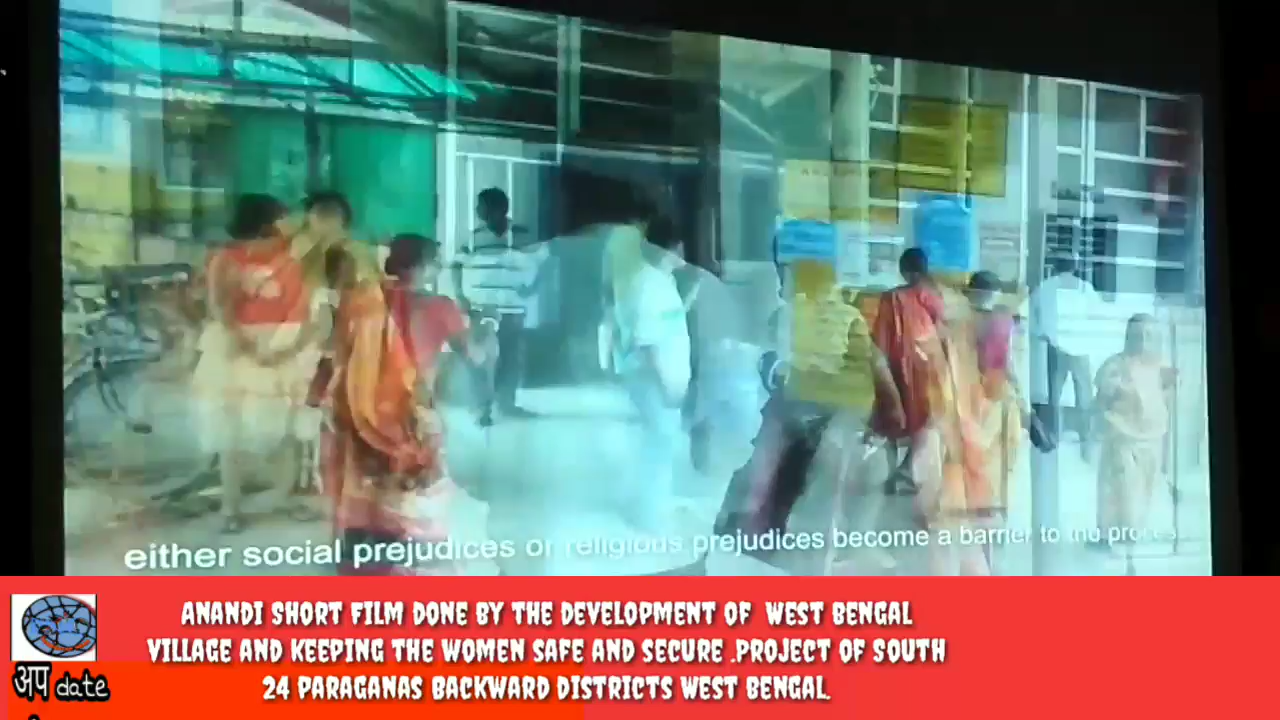 either social prejudices or religious prejudices become a barrier to the
ANANDI SHORT FILM DONE BY THE DEVELOPMENT OF WEST BENGAL
VILLAGE AND KEEPING THE WOMEN SAFE AND SECURE .PROJECT OF SOUTH
24 PARAGANAS BACKWARD DISTRICTS WEST BENGAL.
अप date